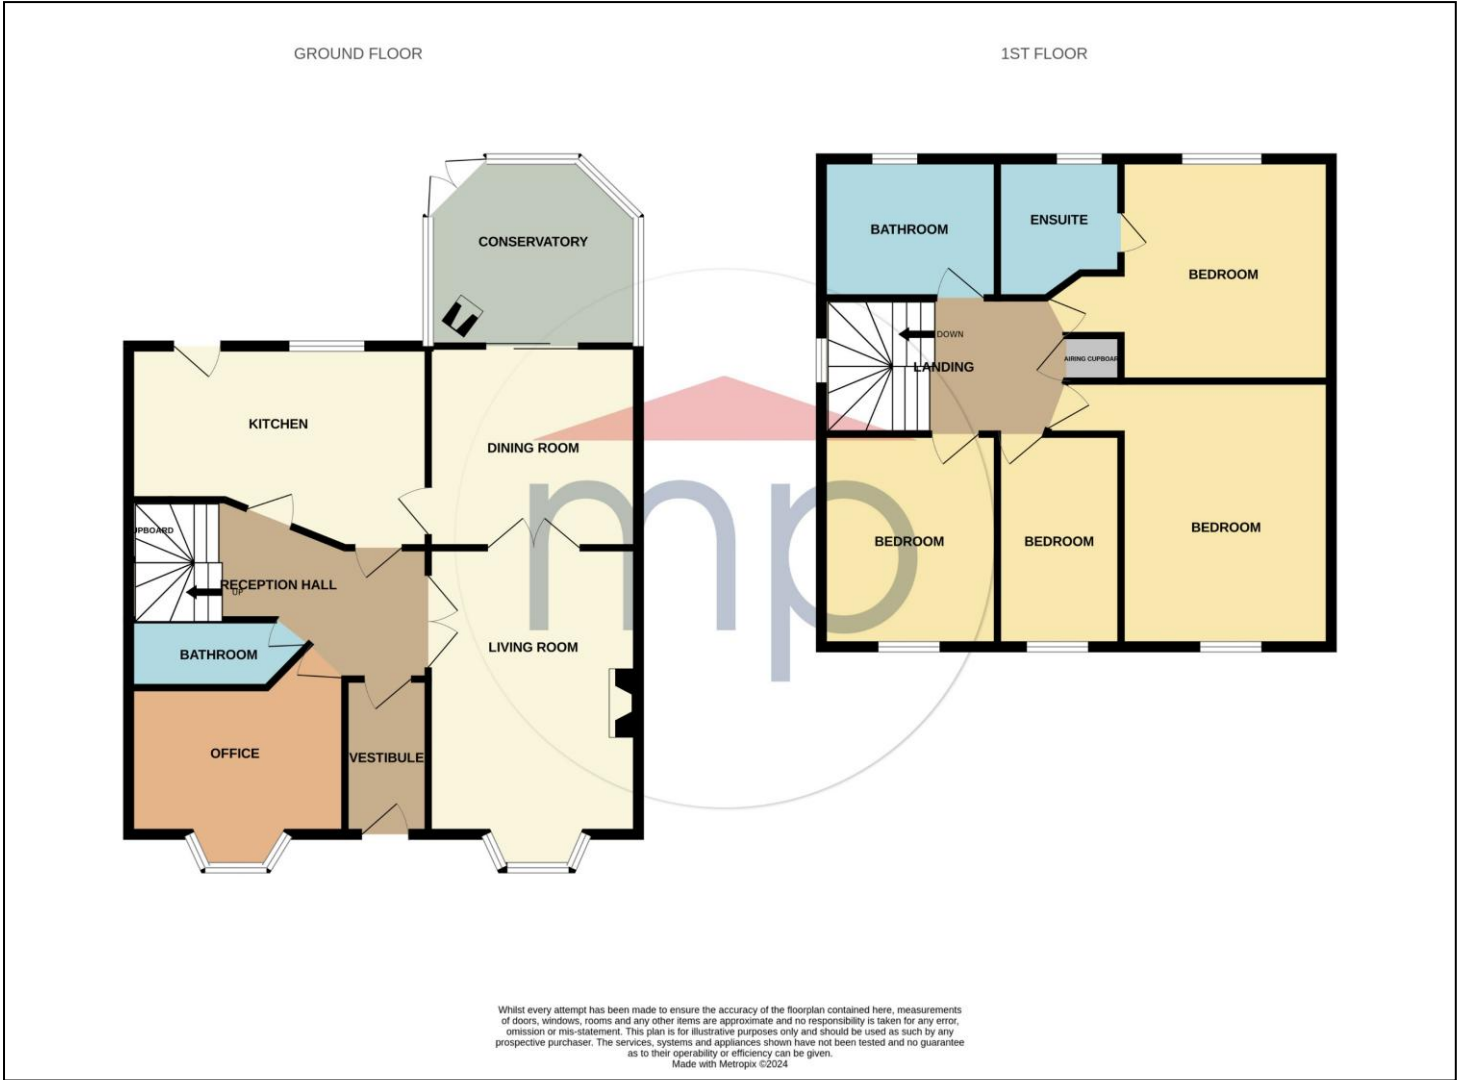 GROUND FLOOR
1ST FLOOR
CONSERVATORY
KITCHEN
DINING ROOM
UPBOARD
RECEPTION HALL
UP
BATHROOM
LIVING ROOM
OFFICE
VESTIBULE
BATHROOM
ENSUITE
BEDROOM
DOWN
LANDING
AIRING CUPBOAR
BEDROOM
BEDROOM
BEDROOM
mp
Whilst every attempt has been made to ensure the accuracy of the floorplan contained here, measurements
of doors, windows, rooms and any other items are approximate and no responsibility is taken for any error,
omission or mis-statement. This plan is for illustrative purposes only and should be used as such by any
prospective purchaser. The services, systems and appliances shown have not been tested and no guarantee
as to their operability or efficiency can be given.
Made with Metropix ©2024